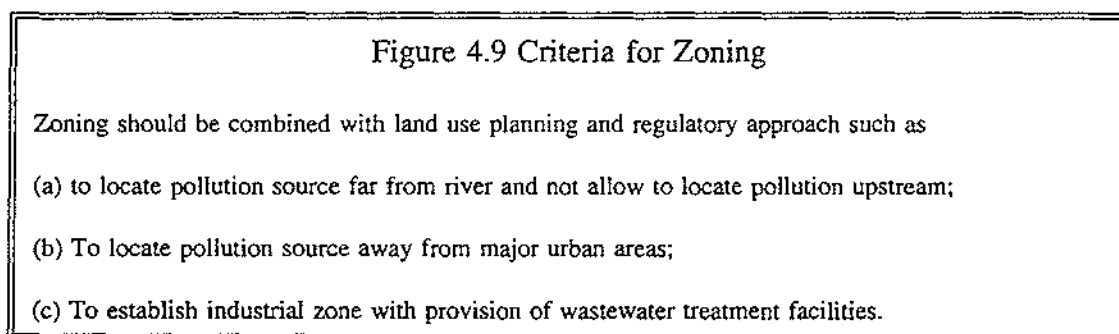 Figure 4.9 Criteria for Zoning
Zoning should be combined with land use planning and regulatory approach such as
(a) to locate pollution source far from river and not allow to locate pollution upstream;
(b) To locate pollution source away from major urban areas;
(c) To establish industrial zone with provision of wastewater treatment facilities.